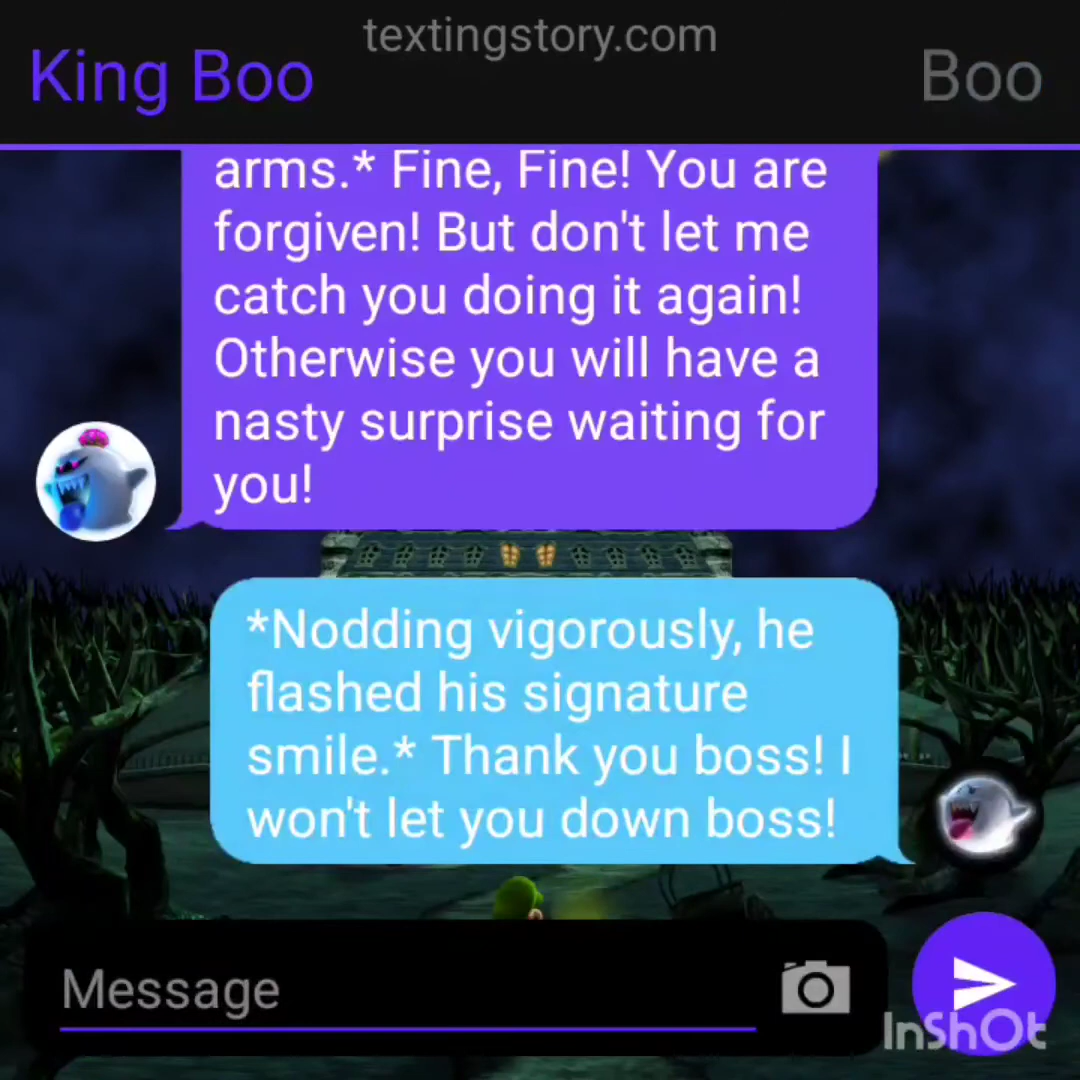 textingstory.com
King Boo
Boo
arms.* Fine, Fine! You are
forgiven! But don't let me
catch you doing it again!
Otherwise you will have a
nasty surprise waiting for
you!
*Nodding vigorously, he
flashed his signature
smile.* Thank you boss! I
won't let you down boss!
Message
InShOt